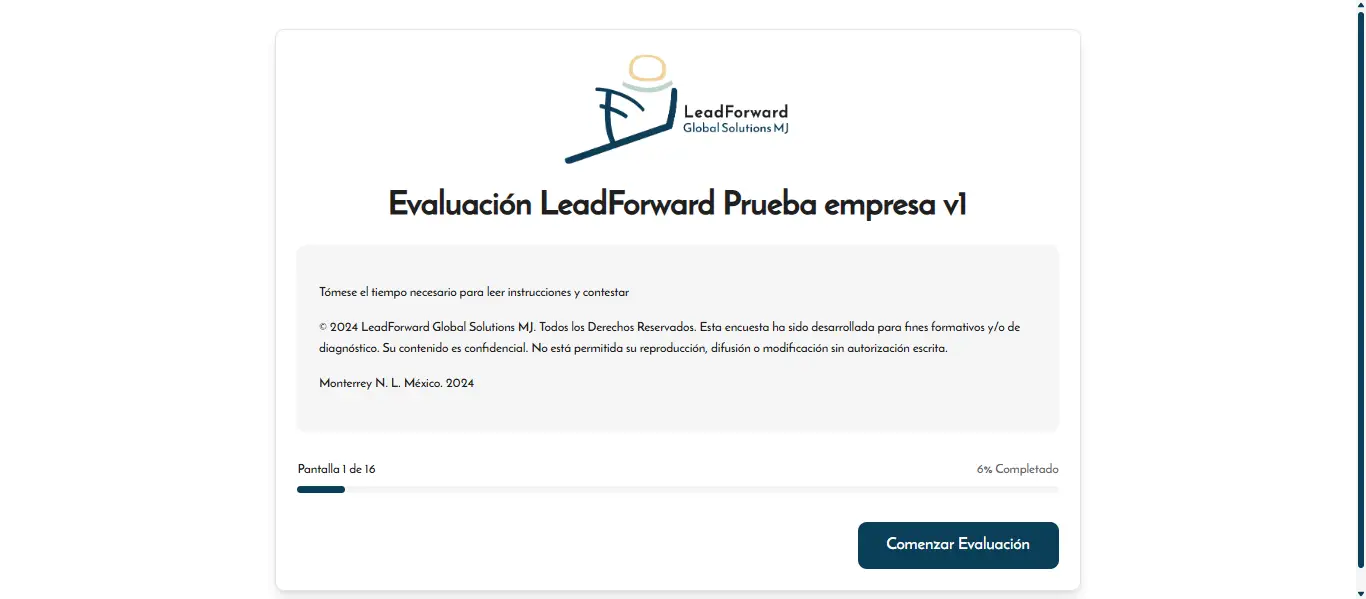 LeadForward
Global Solutions MJ
Evaluación LeadForward Prueba empresa v1
Tómese el tiempo necesario para leer instrucciones y contestar
© 2024 LeadForward Global Solutions MJ. Todos los Derechos Reservados. Esta encuesta ha sido desarrollada para fines formativos y/o de
diagnóstico. Su contenido es confidencial. No está permitida su reproducción, difusión o modificación sin autorización escrita.
Monterrey N. L. México. 2024
Pantalla 1 de 16
6% Completado
Comenzar Evaluación